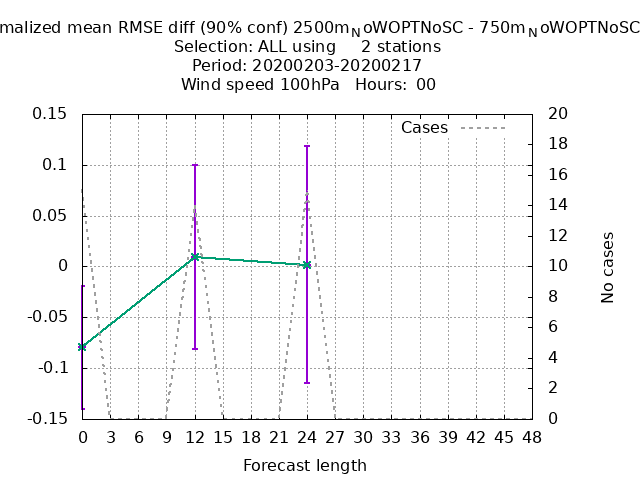 malized mean RMSE diff (90% conf) 2500mNoWOPTNoSC - 750mNoWOPTNoSC
Selection: ALL using 2 stations
Period: 20200203-20200217
Wind speed 100hPa Hours: 00
Cases
0.15
0.1
0.05
0
-0.05
-0.1
-0.15
20
18
16
14
12
10
8
6
4
2
0
No cases
0 3 6 9 12 15 18 21 24 27 30 33 36 39 42 45 48
Forecast length